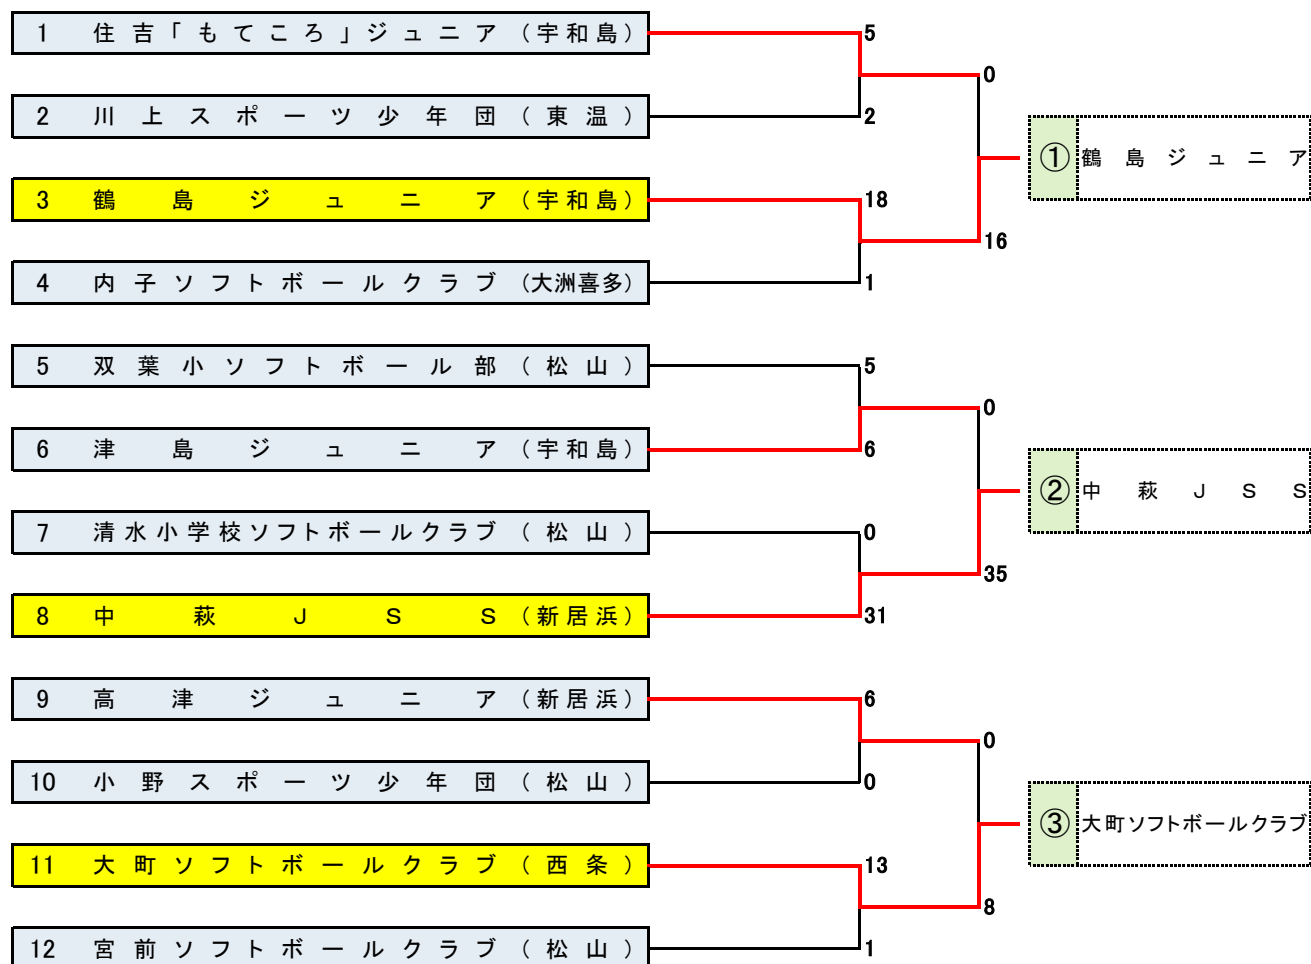 1 住吉「もてころ」ジュニア (宇和島) 5
0
2 川上スポーツ少年団 (東温) 2
① 鶴島ジュニア
3 鶴島ジュニア (宇和島) 18
16
4 内子ソフトボールクラブ (大洲喜多) 1
5 双葉小ソフトボール部 (松山) 5
0
6 津島ジュニア (宇和島) 6
② 中萩JSS
7 清水小学校ソフトボールクラブ (松山) 0
35
8 中萩JSS (新居浜) 31
9 高津ジュニア (新居浜) 6
0
10 小野スポーツ少年団 (松山) 0
③ 大町ソフトボールクラブ
11 大町ソフトボールクラブ (西条) 13
8
12 宮前ソフトボールクラブ (松山) 1